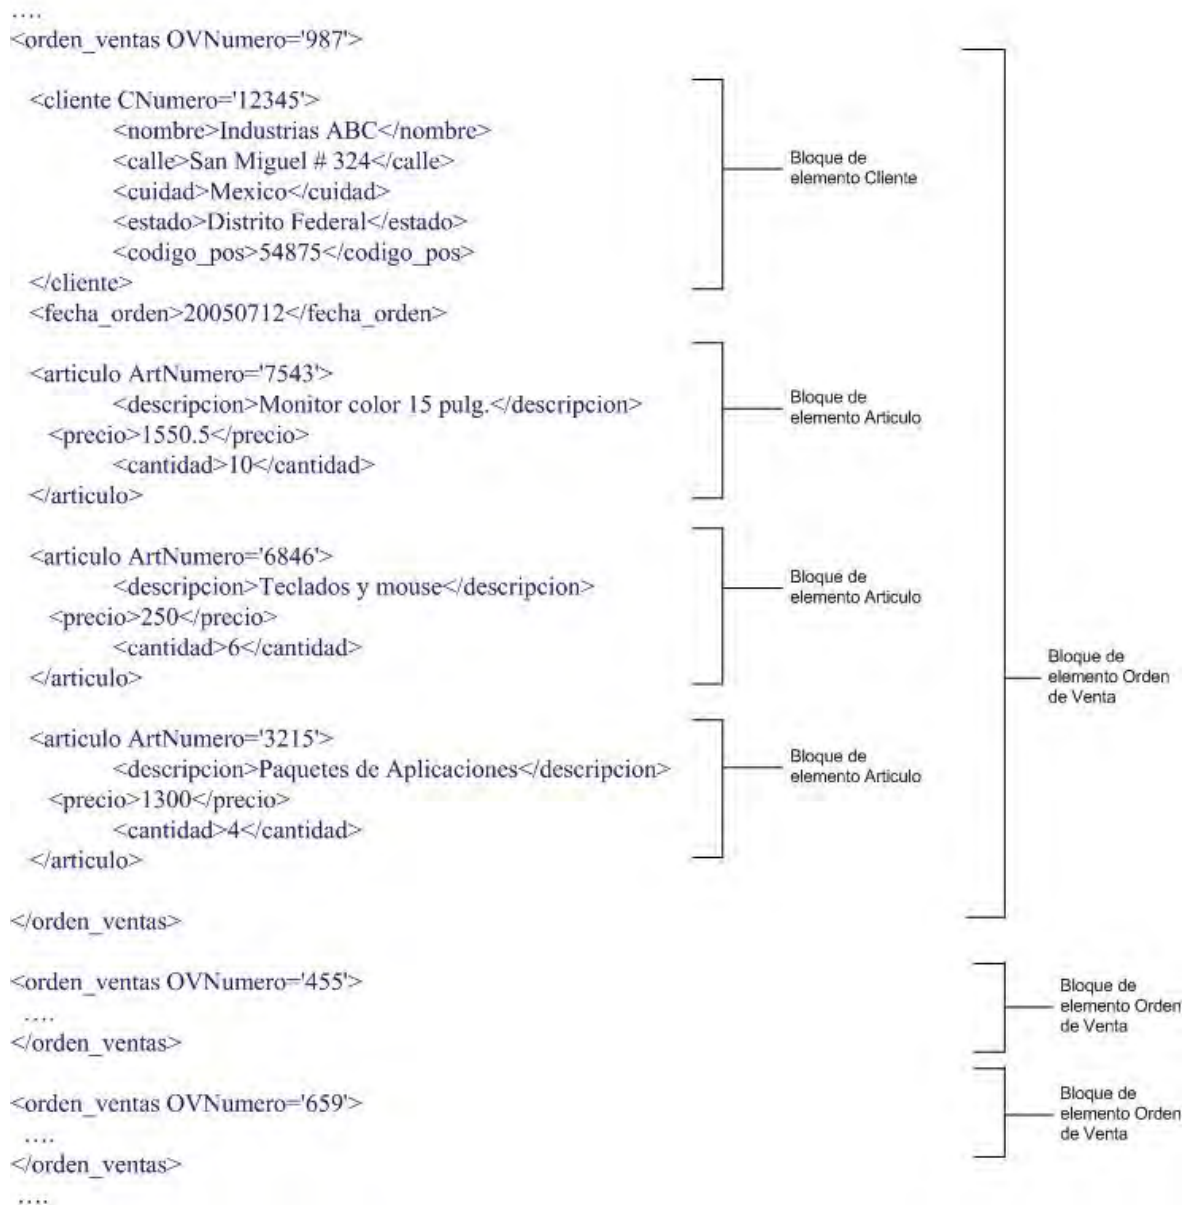 ....
<orden_ventas OVNumero='987'>
<cliente CNumero='12345'>
<nombre>Industrias ABC</nombre>
<calle>San Miguel # 324</calle>
<cuidad>Mexico</cuidad>
<estado>Distrito Federal</estado>
<codigo_pos>54875</codigo_pos>
</cliente>
Bloque de
elemento Cliente
<fecha_orden>20050712</fecha_orden>
<articulo ArtNumero='7543'>
<descripcion>Monitor color 15 pulg.</descripcion>
<precio>1550.5</precio>
<cantidad>10</cantidad>
</articulo>
Bloque de
elemento Articulo
<articulo ArtNumero='6846'>
<descripcion>Teclados y mouse</descripcion>
<precio>250</precio>
<cantidad>6</cantidad>
</articulo>
Bloque de
elemento Articulo
<articulo ArtNumero='3215'>
<descripcion>Paquetes de Aplicaciones</descripcion>
<precio>1300</precio>
<cantidad>4</cantidad>
</articulo>
Bloque de
elemento Articulo
</orden_ventas>
Bloque de
elemento Orden
de Venta
<orden_ventas OVNumero='455'>
....
</orden_ventas>
Bloque de
elemento Orden
de Venta
<orden_ventas OVNumero='659'>
....
</orden_ventas>
Bloque de
elemento Orden
de Venta
....